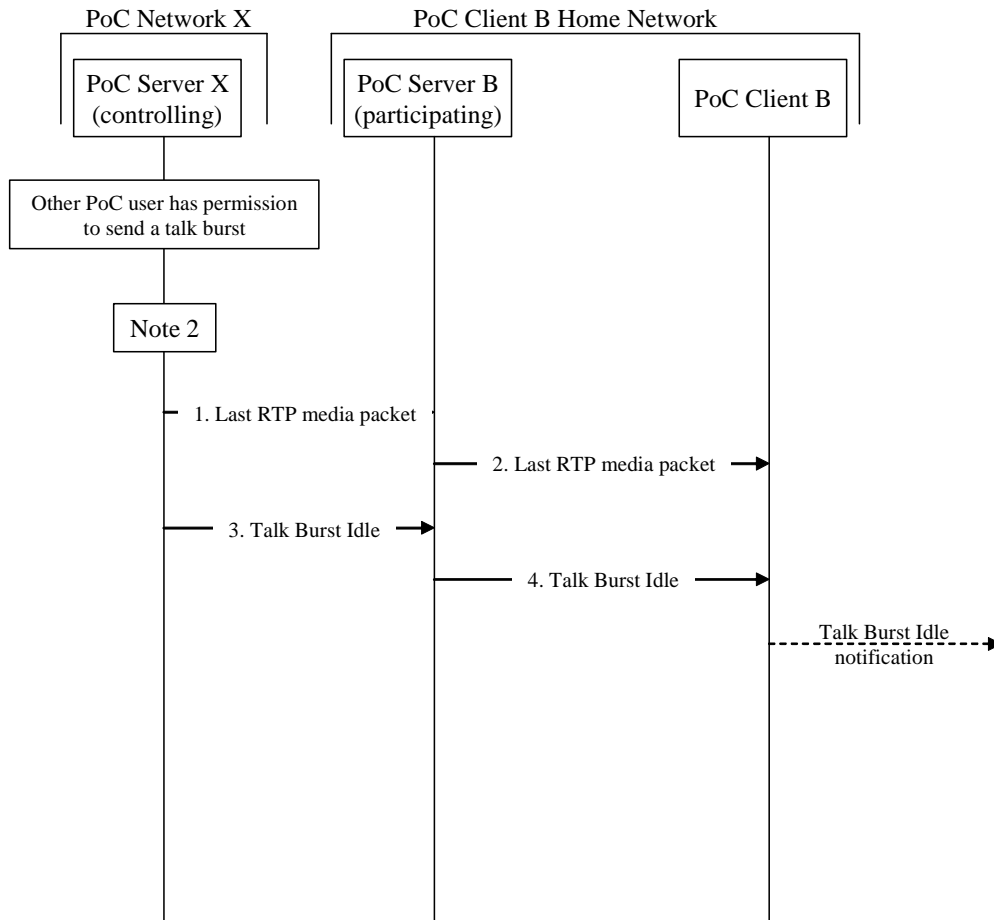 PoC Network X
PoC Client B Home Network
PoC Server X
(controlling)
PoC Server B
(participating)
PoC Client B
Other PoC user has permission
to send a talk burst
Note 2
1. Last RTP media packet
2. Last RTP media packet
3. Talk Burst Idle
4. Talk Burst Idle
Talk Burst Idle
notification